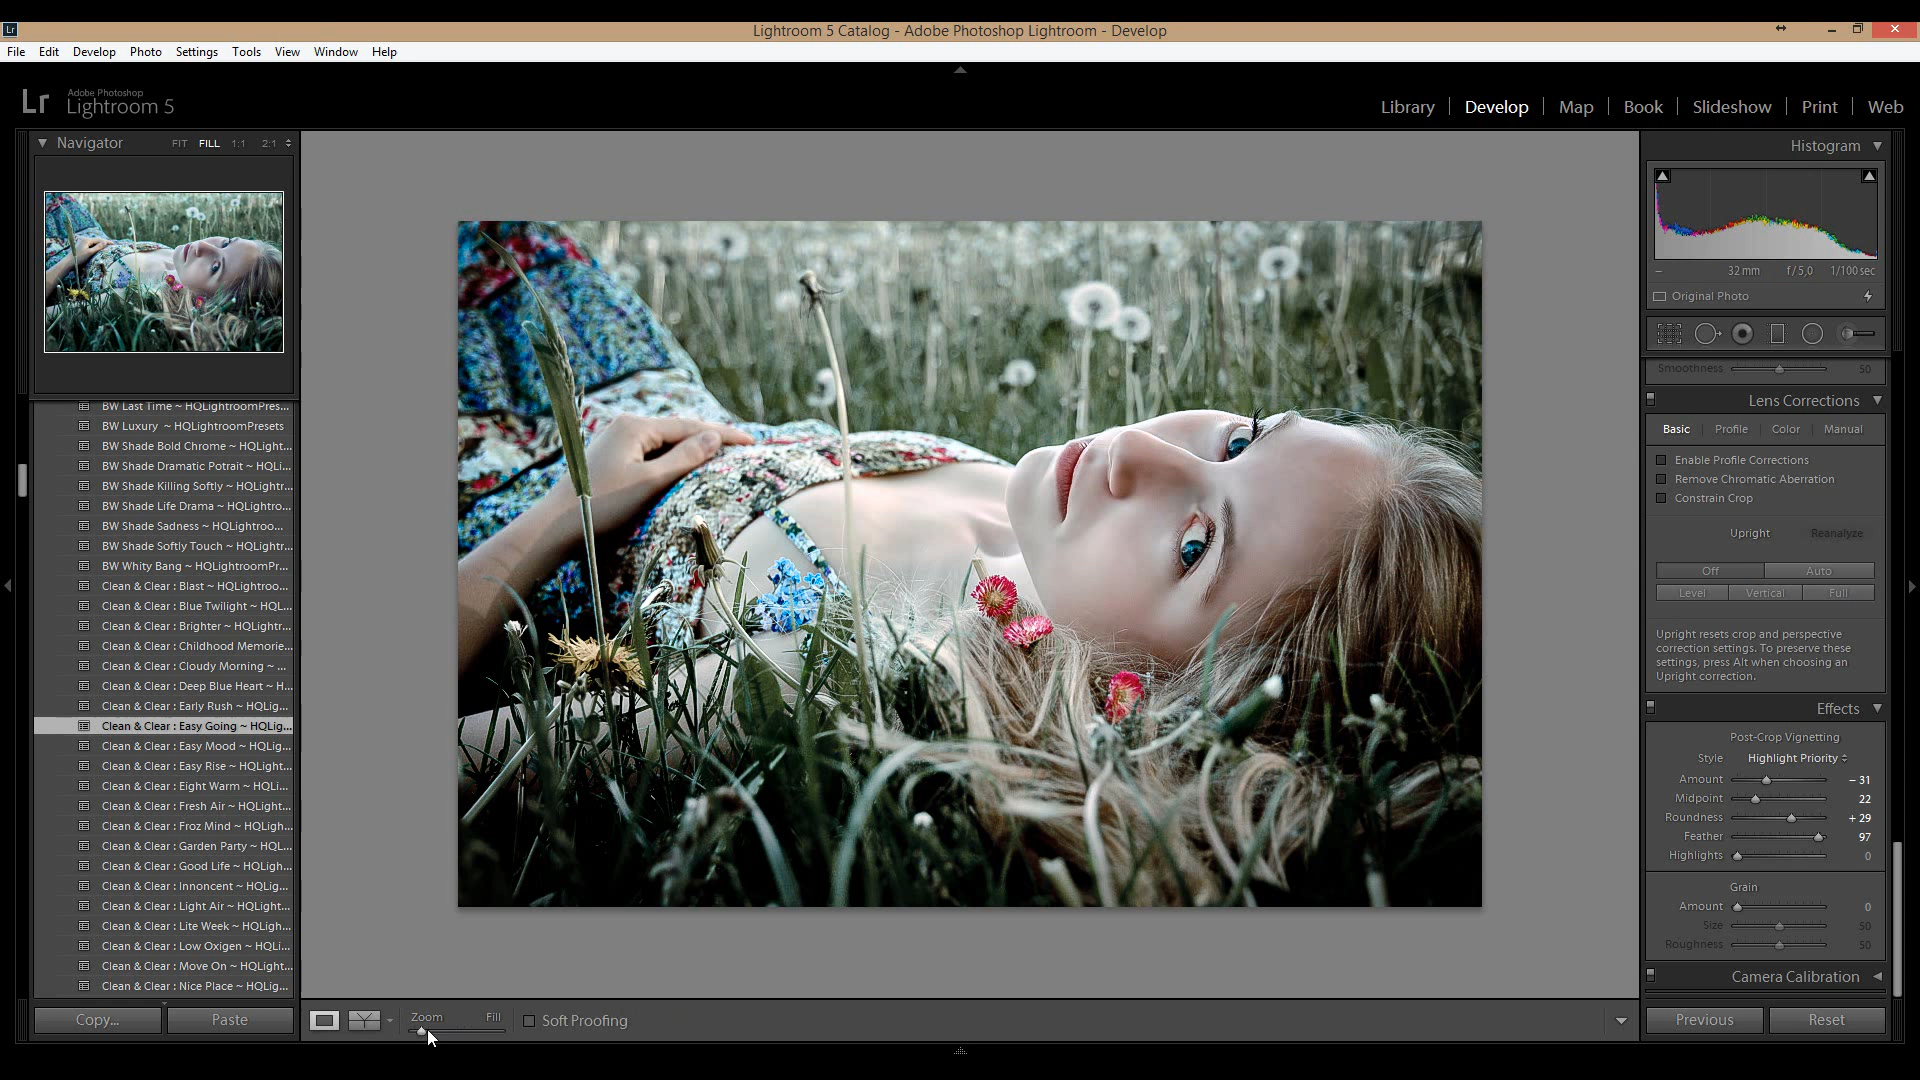 Lr
Lightroom 5 Catalog - Adobe Photoshop Lightroom - Develop
File Edit Develop Photo Settings Tools View Window Help
Lr Adobe Photoshop
Lightroom 5
Library Develop Map Book Slideshow Print Web
Navigator FIT FILL 1:1 2:1
BW Last Time ~ HQLightroomPres...
BW Luxury ~ HQLightroomPresets
BW Shade Bold Chrome ~ HQLight...
BW Shade Dramatic Potrait ~ HQLi...
BW Shade Killing Softly ~ HQLightr...
BW Shade Life Drama ~ HQLightro...
BW Shade Sadness ~ HQLightroo...
BW Shade Softly Touch ~ HQLightr...
BW Whity Bang ~ HQLightroomPr...
Clean & Clear : Blast ~ HQLightroo...
Clean & Clear : Blue Twilight ~ HQL...
Clean & Clear : Brighter ~ HQLightr...
Clean & Clear : Childhood Memorie...
Clean & Clear : Cloudy Morning ~ ...
Clean & Clear : Deep Blue Heart ~ H...
Clean & Clear : Early Rush ~ HQLig...
Clean & Clear : Easy Going ~ HQLig...
Clean & Clear : Easy Mood ~ HQLig...
Clean & Clear : Easy Rise ~ HQLight...
Clean & Clear : Eight Warm ~ HQLi...
Clean & Clear : Fresh Air ~ HQLight...
Clean & Clear : Froz Mind ~ HQLigh...
Clean & Clear : Garden Party ~ HQL...
Clean & Clear : Good Life ~ HQLigh...
Clean & Clear : Innoncent ~ HQLig...
Clean & Clear : Light Air ~ HQLight...
Clean & Clear : Lite Week ~ HQLigh...
Clean & Clear : Low Oxigen ~ HQLi...
Clean & Clear : Move On ~ HQLight...
Clean & Clear : Nice Place ~ HQLig...
Copy... Paste
Zoom Fill Soft Proofing
Histogram
32mm f/5,0 1/100 sec
Original Photo
Smoothness 50
Lens Corrections
Basic Profile Color Manual
Enable Profile Corrections
Remove Chromatic Aberration
Constrain Crop
Upright Reanalyze
Off Auto
Level Vertical Full
Upright resets crop and perspective
correction settings. To preserve these
settings, press Alt when choosing an
Upright correction.
Effects
Post-Crop Vignetting
Style Highlight Priority
Amount - 31
Midpoint 22
Roundness + 29
Feather 97
Highlights 0
Grain
Amount 0
Size 50
Roughness 50
Camera Calibration
Previous Reset